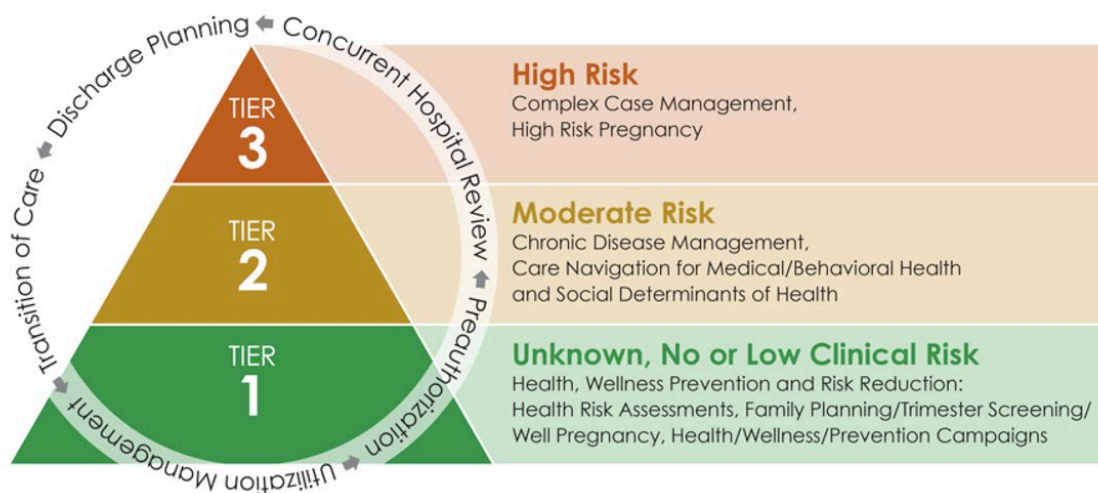 Discharge Planning
Concurrent Hospital Review
Preauthorization
Utilization Management
Transition of Care
TIER
3
High Risk
Complex Case Management,
High Risk Pregnancy
TIER
2
Moderate Risk
Chronic Disease Management,
Care Navigation for Medical/Behavioral Health
and Social Determinants of Health
TIER
1
Unknown, No or Low Clinical Risk
Health, Wellness Prevention and Risk Reduction:
Health Risk Assessments, Family Planning/Trimester Screening/
Well Pregnancy, Health/Wellness/Prevention Campaigns